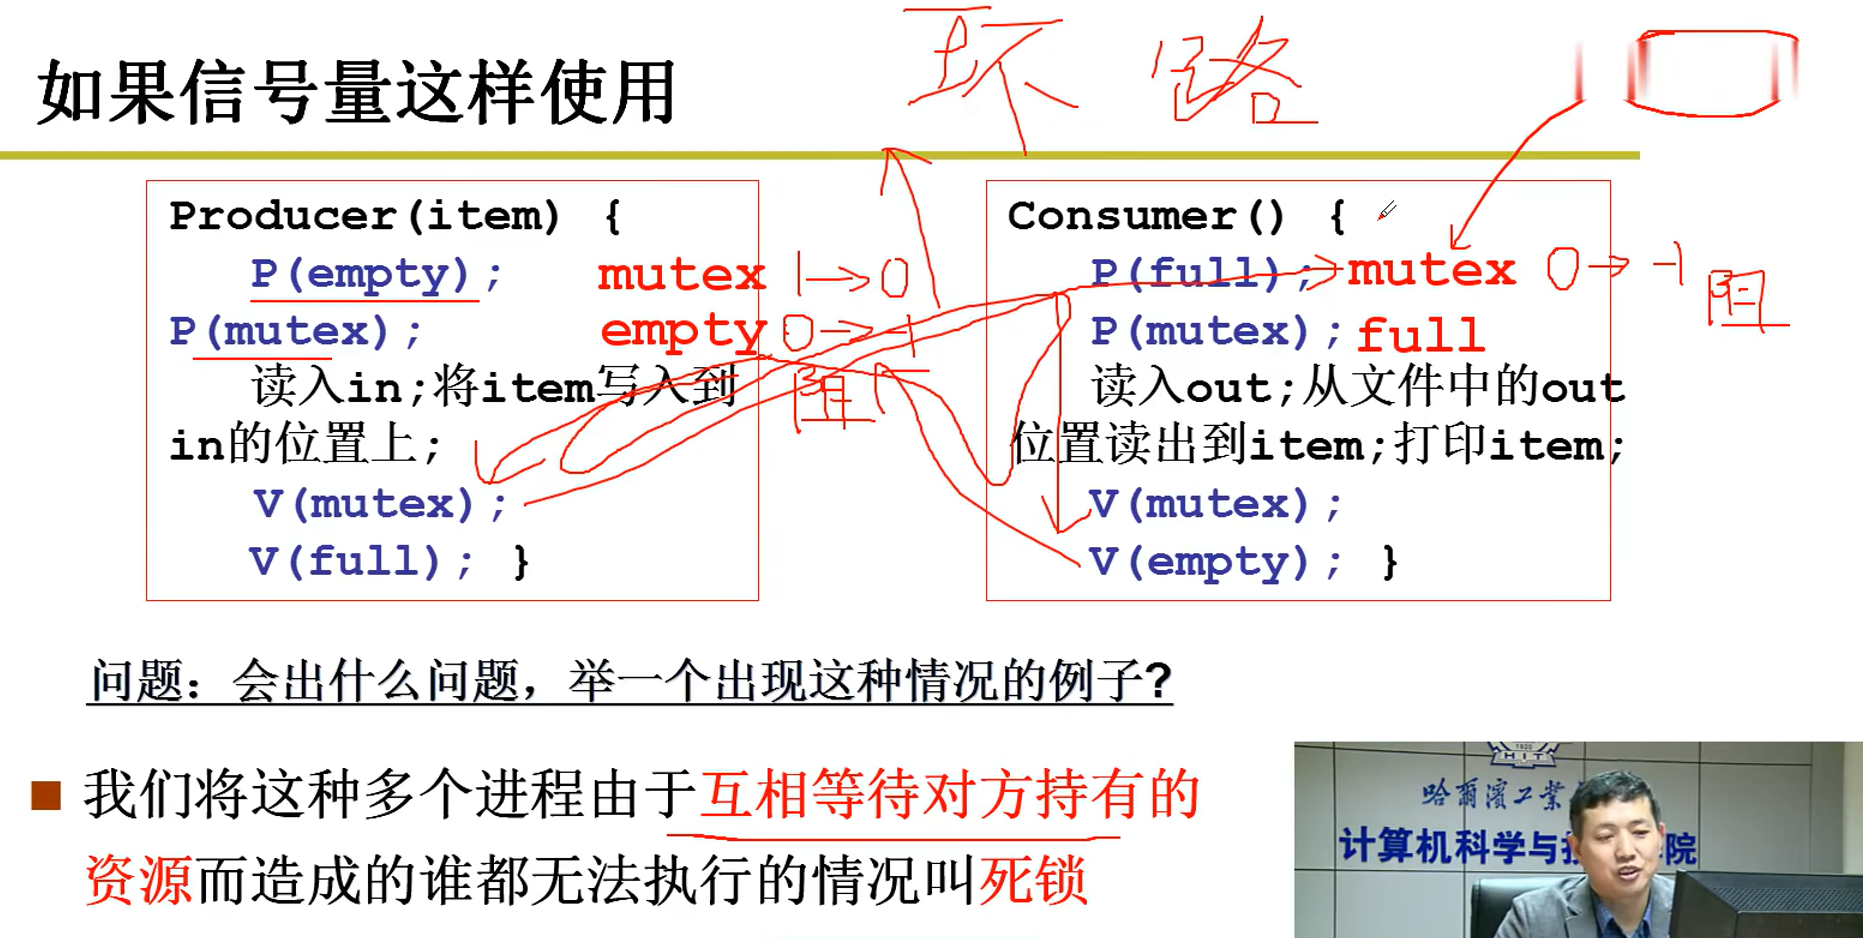 如果信号量这样使用
环路
Producer(item) {
P(empty); mutex 1→0
P(mutex); empty 0→-1
阻
读入in;将item写入到
in的位置上;
V(mutex);
V(full); }
Consumer() {
P(full); mutex 0→-1
阻
P(mutex); full
读入out;从文件中的out
位置读出到item;打印item;
V(mutex);
V(empty); }
问题：会出什么问题，举一个出现这种情况的例子?
我们将这种多个进程由于互相等待对方持有的
资源而造成的谁都无法执行的情况叫死锁
1920
HIT
哈尔滨工业
计算机科学与 院